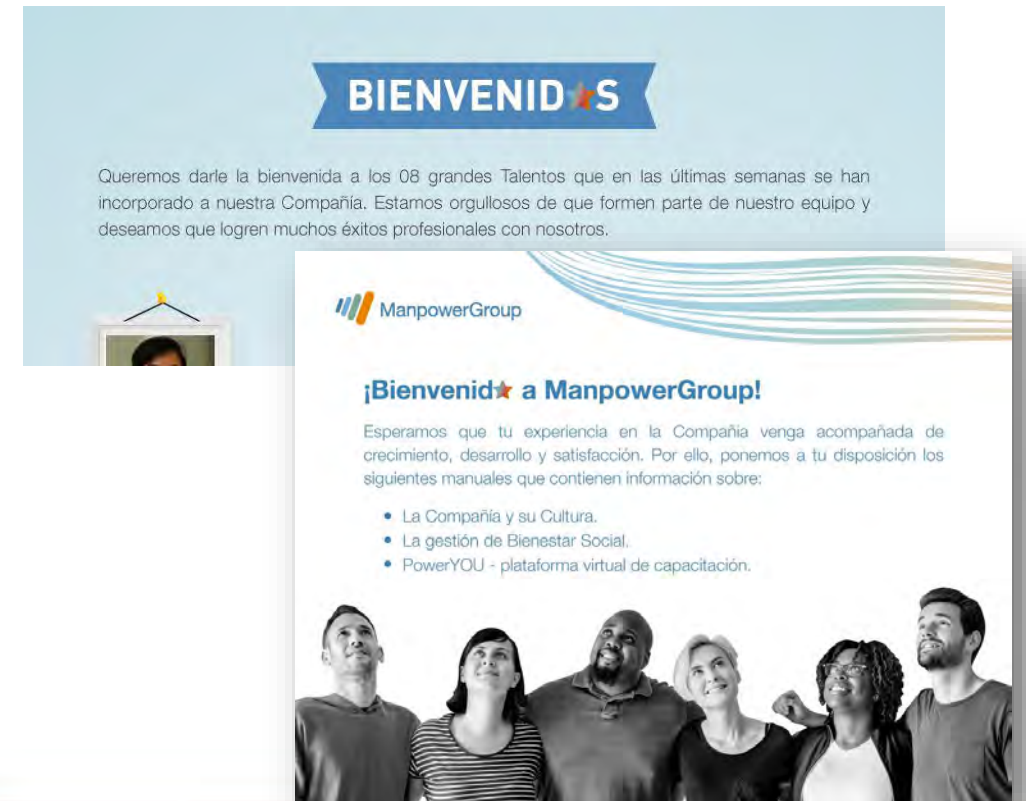 BIENVENID★S
Queremos darle la bienvenida a los 08 grandes Talentos que en las últimas semanas se han
incorporado a nuestra Compañía. Estamos orgullosos de que formen parte de nuestro equipo y
deseamos que logren muchos éxitos profesionales con nosotros.
ManpowerGroup
¡Bienvenid★ a ManpowerGroup!
Esperamos que tu experiencia en la Compañia venga acompañada de
crecimiento, desarrollo y satisfacción. Por ello, ponemos a tu disposición los
siguientes manuales que contienen información sobre:
• La Compañía y su Cultura.
• La gestión de Bienestar Social.
• PowerYOU - plataforma virtual de capacitación.